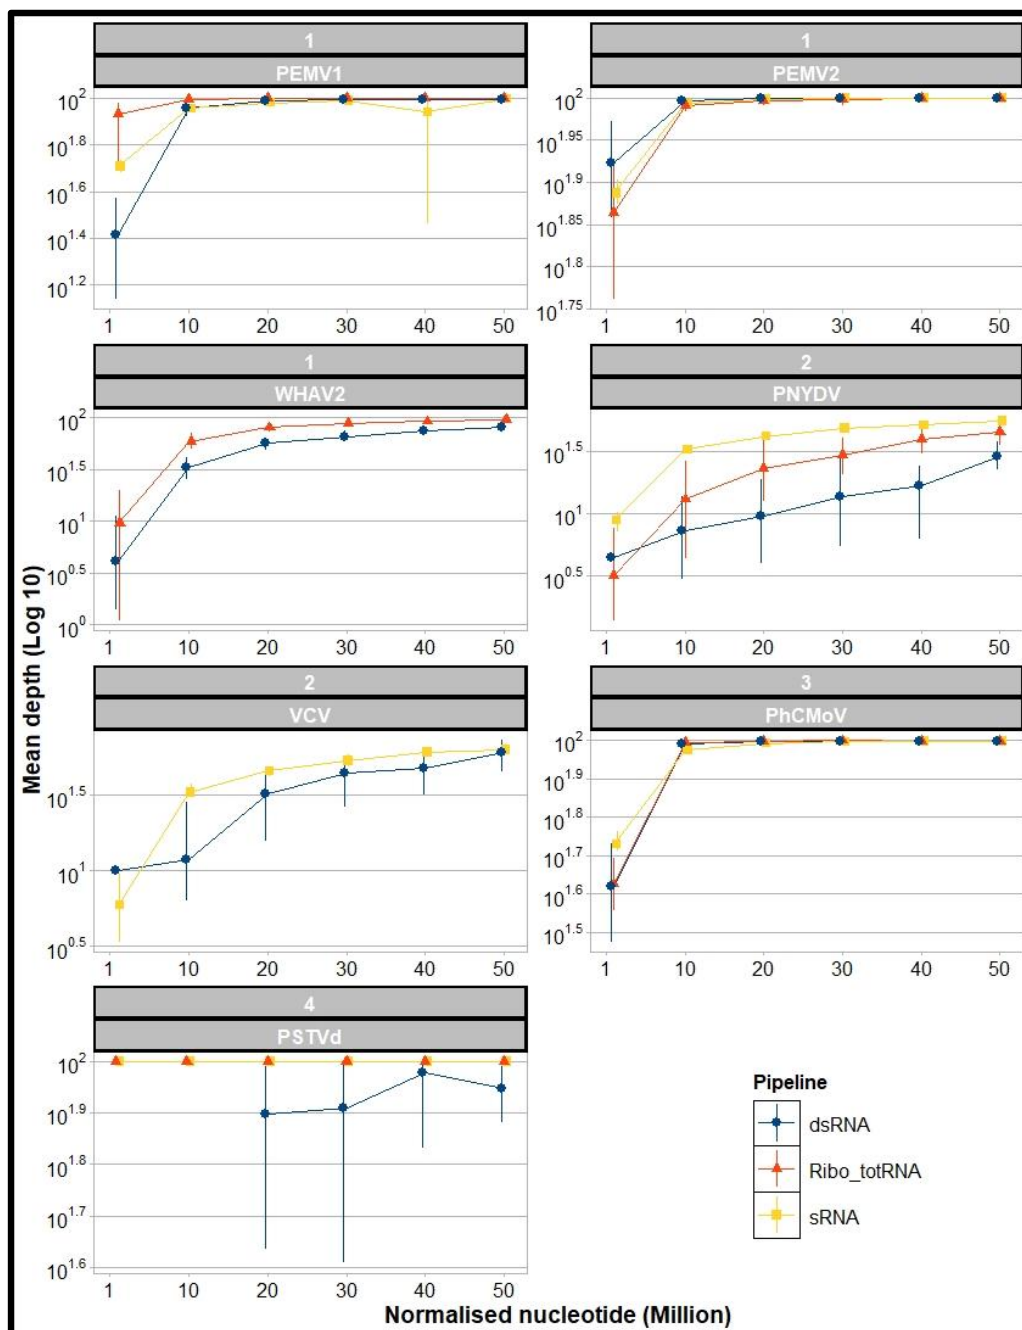 1
PEMV1
10^2
10^1.8
10^1.6
10^1.4
10^1.2
1 10 20 30 40 50
1
PEMV2
10^2
10^1.95
10^1.9
10^1.85
10^1.8
10^1.75
1 10 20 30 40 50
1
WHAV2
10^2
10^1.5
10^1
10^0.5
10^0
1 10 20 30 40 50
2
PNYDV
10^1.5
10^1
10^0.5
1 10 20 30 40 50
2
VCV
10^1.5
10^1
10^0.5
1 10 20 30 40 50
3
PhCMoV
10^2
10^1.9
10^1.8
10^1.7
10^1.6
10^1.5
1 10 20 30 40 50
4
PSTVd
10^2
10^1.9
10^1.8
10^1.7
10^1.6
1 10 20 30 40 50
Mean depth (Log 10)
Normalised nucleotide (Million)
Pipeline
dsRNA
Ribo_totRNA
sRNA